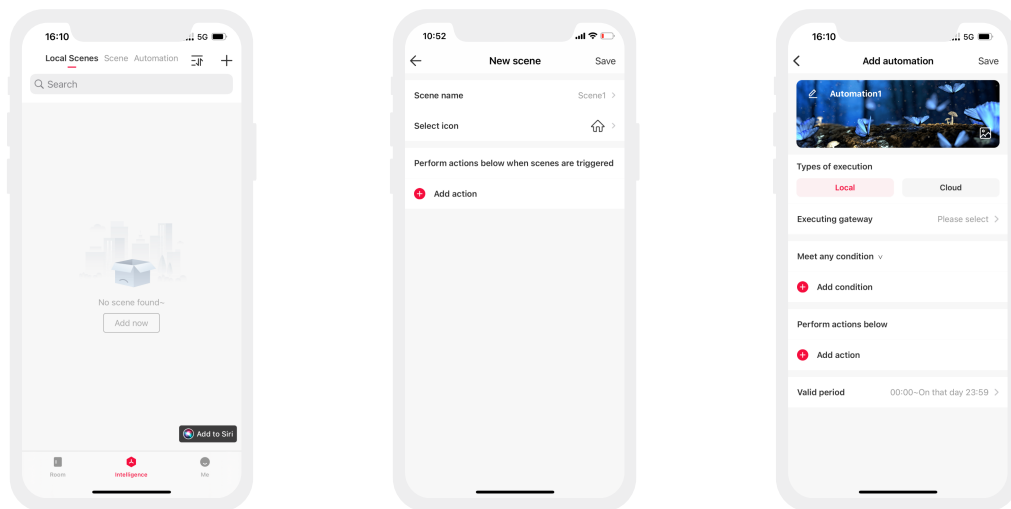 16:10
5G
Local Scenes Scene Automation
Search
No scene found~
Add now
Add to Siri
Room Intelligence Me
10:52
New scene Save
Scene name Scene1 >
Select icon >
Perform actions below when scenes are triggered
Add action
16:10
5G
Add automation Save
Automation1
Types of execution
Local Cloud
Executing gateway Please select >
Meet any condition
Add condition
Perform actions below
Add action
Valid period 00:00~On that day 23:59 >